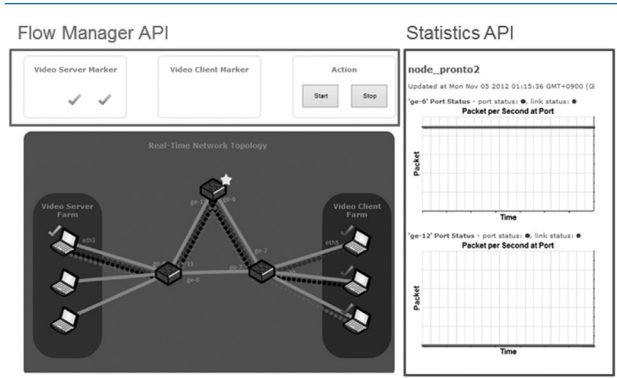 Flow Manager API
Statistics API
Video Server Marker
Video Client Marker
Action
Start
Stop
node_pronto2
Updated at Mon Nov 05 2012 01:15:36 GMT+0900
'ge-6' Port Status - port status: ●, link status: ●
Packet per Second at Port
Packet
Time
'ge-12' Port Status - port status: ●, link status: ●
Packet per Second at Port
Packet
Time
Real-Time Network Topology
Video Server
Farm
Video Client
Farm
eth3
eth5
ge-6
ge-7